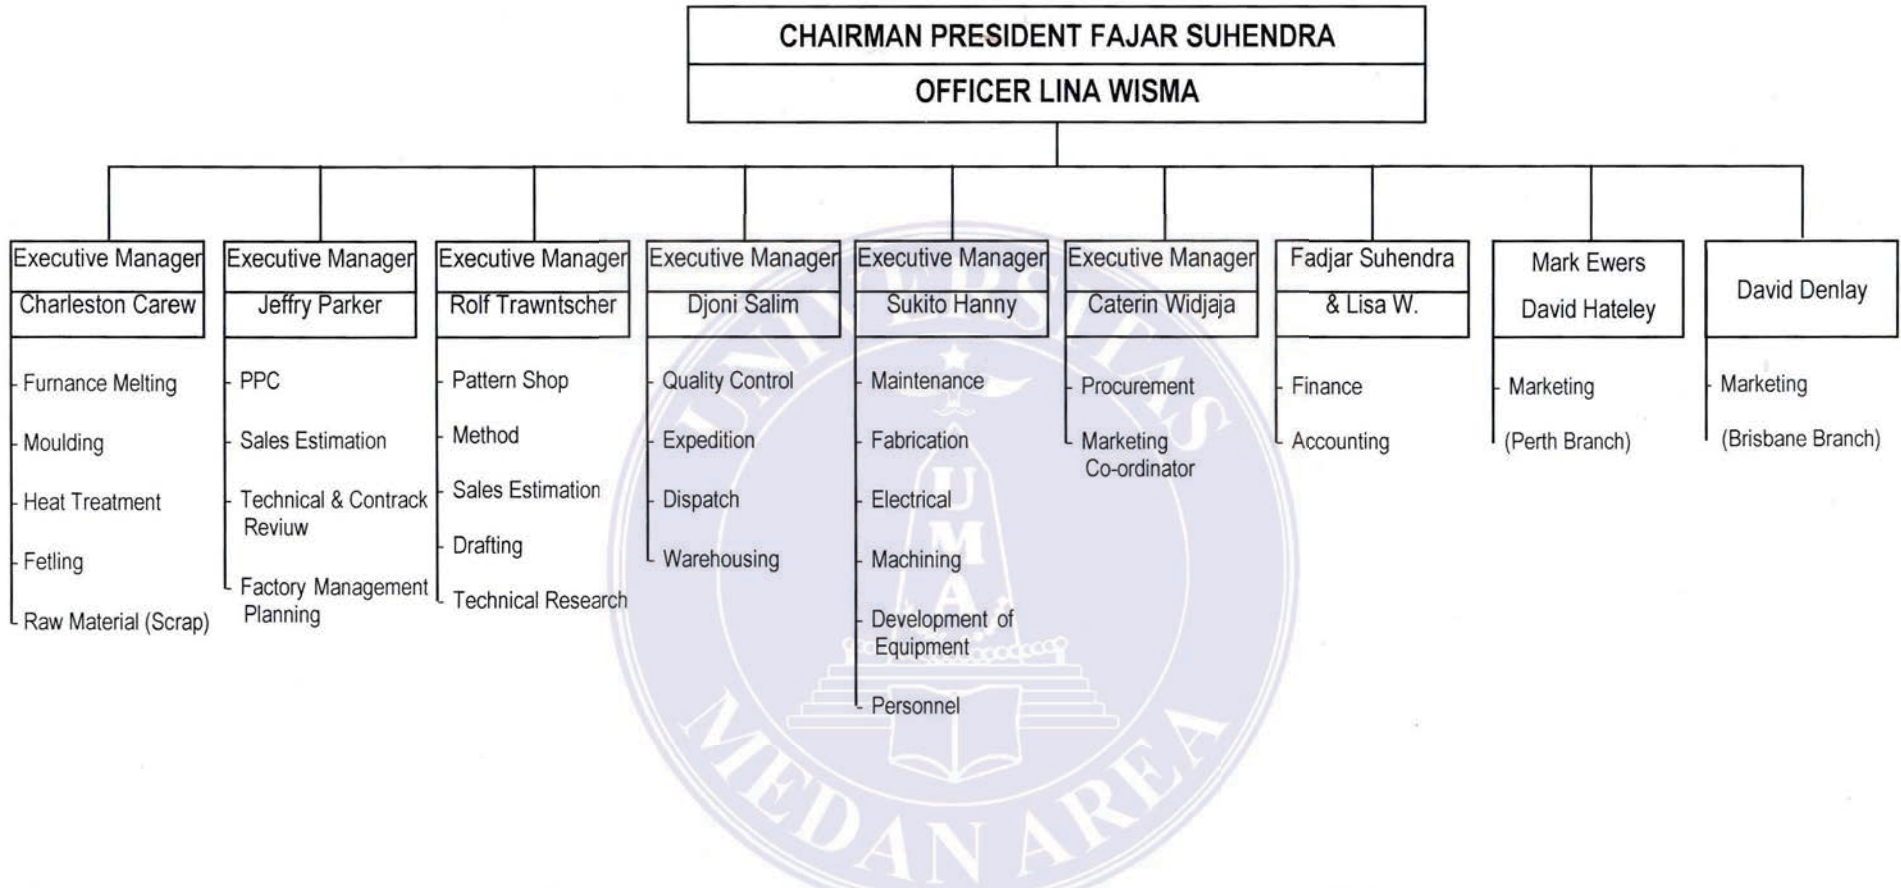 CHAIRMAN PRESIDENT FAJAR SUHENDRA
OFFICER LINA WISMA
Executive Manager
Charleston Carew
- Furnance Melting
- Moulding
- Heat Treatment
- Fetling
- Raw Material (Scrap)
Executive Manager
Jeffry Parker
- PPC
- Sales Estimation
- Technical & Contrack
Reviuw
- Factory Management
Planning
Executive Manager
Rolf Trawntscher
- Pattern Shop
- Method
- Sales Estimation
- Drafting
- Technical Research
Executive Manager
Djoni Salim
- Quality Control
- Expedition
- Dispatch
- Warehousing
Executive Manager
Sukito Hanny
- Maintenance
- Fabrication
- Electrical
- Machining
- Development of
Equipment
- Personnel
Executive Manager
Caterin Widjaja
- Procurement
- Marketing
Co-ordinator
Fadjar Suhendra
& Lisa W.
- Finance
- Accounting
Mark Ewers
David Hateley
- Marketing
(Perth Branch)
David Denlay
- Marketing
(Brisbane Branch)
UNIVERSITAS
UMA
MEDAN AREA